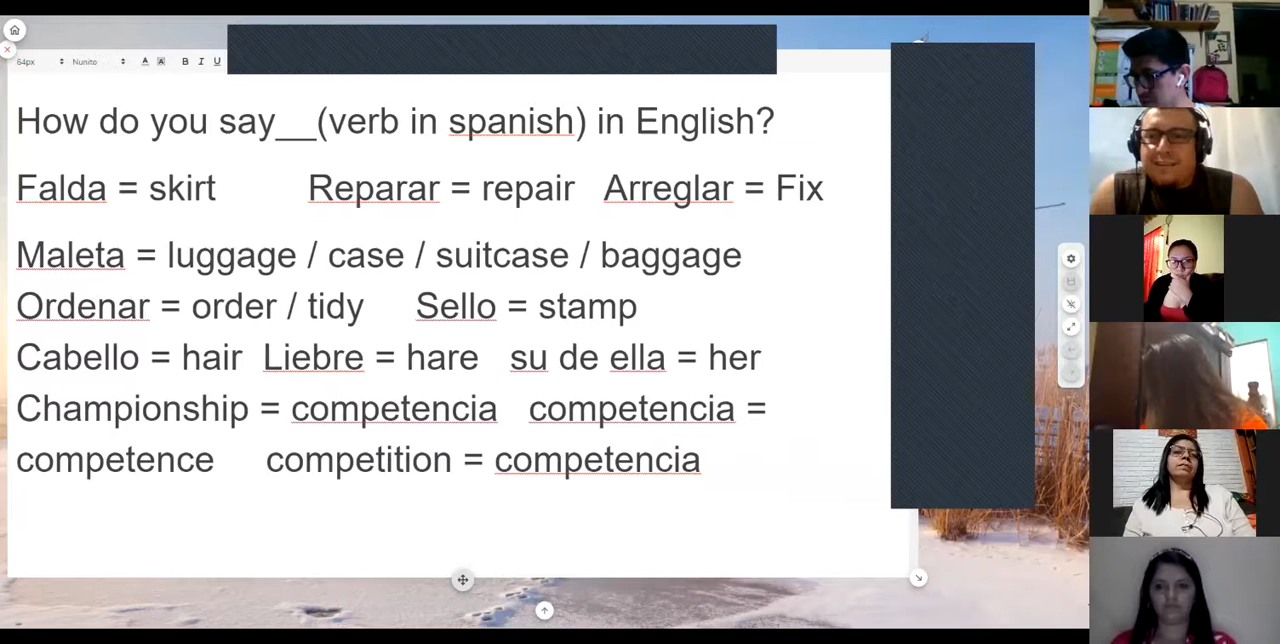 64px Nunito A A B I U
How do you say__(verb in spanish) in English?
Falda = skirt Reparar = repair Arreglar = Fix
Maleta = luggage / case / suitcase / baggage
Ordenar = order / tidy Sello = stamp
Cabello = hair Liebre = hare su de ella = her
Championship = competencia competencia =
competence competition = competencia